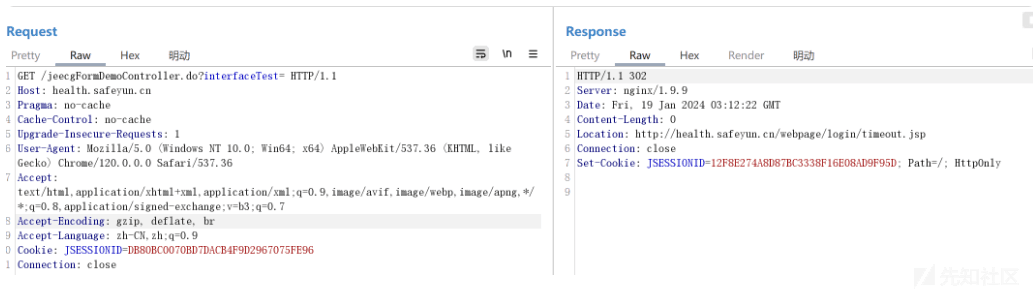 Request
Pretty Raw Hex 明动 \n
1 GET /jeecgFormDemoController.do?interfaceTest= HTTP/1.1
2 Host: health.safeyun.cn
3 Pragma: no-cache
4 Cache-Control: no-cache
5 Upgrade-Insecure-Requests: 1
6 User-Agent: Mozilla/5.0 (Windows NT 10.0; Win64; x64) AppleWebKit/537.36 (KHTML, like
Gecko) Chrome/120.0.0.0 Safari/537.36
7 Accept:
text/html,application/xhtml+xml,application/xml;q=0.9,image/avif,image/webp,image/apng,*/
*;q=0.8,application/signed-exchange;v=b3;q=0.7
8 Accept-Encoding: gzip, deflate, br
9 Accept-Language: zh-CN,zh;q=0.9
0 Cookie: JSESSIONID=DB80BC0070BD7DACB4F9D2967075FE96
1 Connection: close
Response
Pretty Raw Hex Render 明动
1 HTTP/1.1 302
2 Server: nginx/1.9.9
3 Date: Fri, 19 Jan 2024 03:12:22 GMT
4 Content-Length: 0
5 Location: http://health.safeyun.cn/webpage/login/timeout.jsp
6 Connection: close
7 Set-Cookie: JSESSIONID=12F8E274A8D87BC3338F16E08AD9F95D; Path=/; HttpOnly
8
9
先知社区